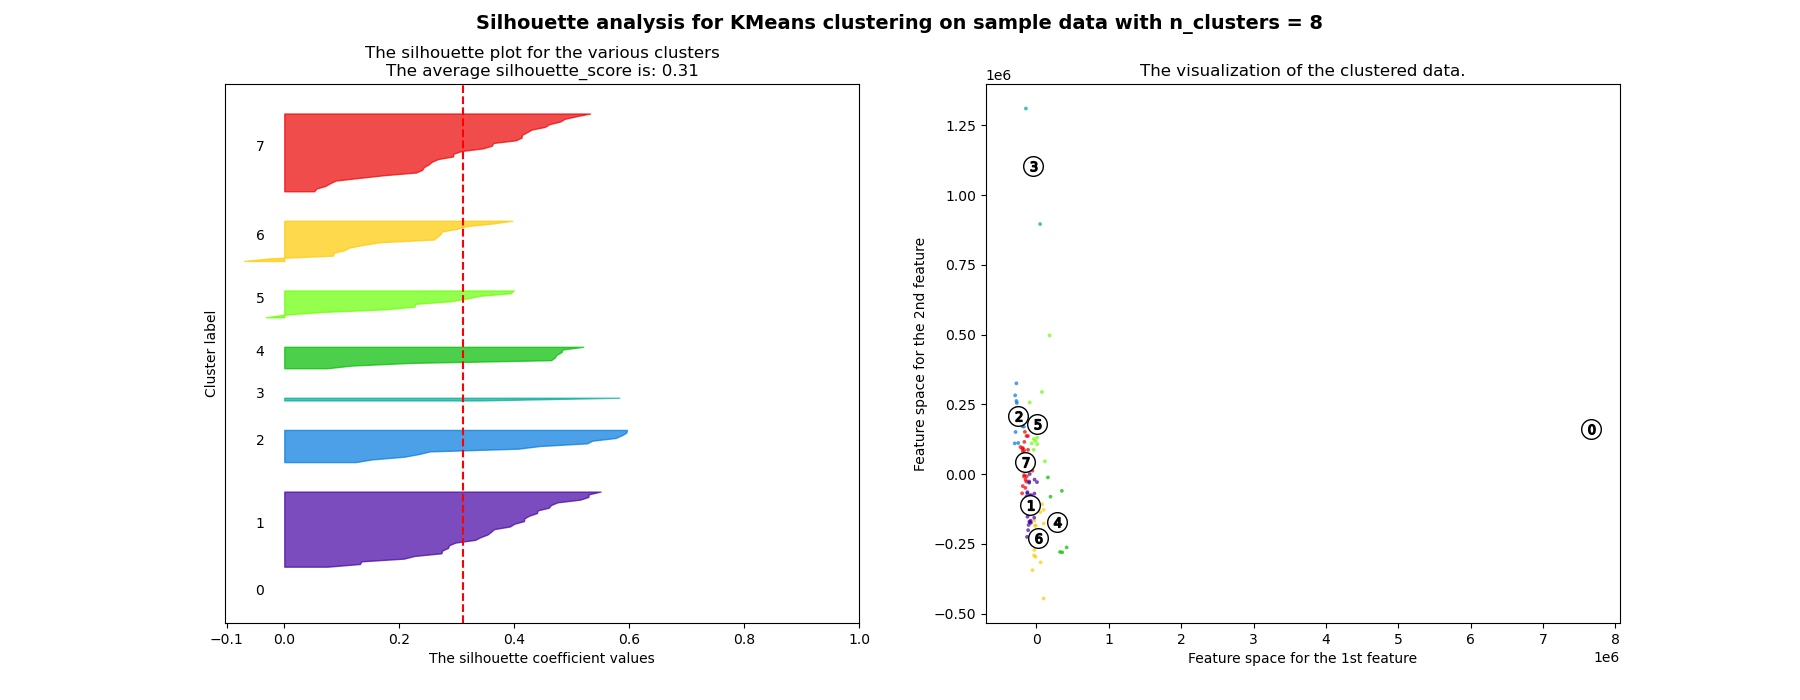 Silhouette analysis for KMeans clustering on sample data with n_clusters = 8
The silhouette plot for the various clusters
The average silhouette_score is: 0.31
7
6
5
4
3
2
1
0
Cluster label
−0.1 0.0 0.2 0.4 0.6 0.8 1.0
The silhouette coefficient values
The visualization of the clustered data.
1e6
1.25
1.00
0.75
0.50
0.25
0.00
−0.25
−0.50
Feature space for the 2nd feature
3
2
5
0
7
1
4
6
0 1 2 3 4 5 6 7 8
1e6
Feature space for the 1st feature